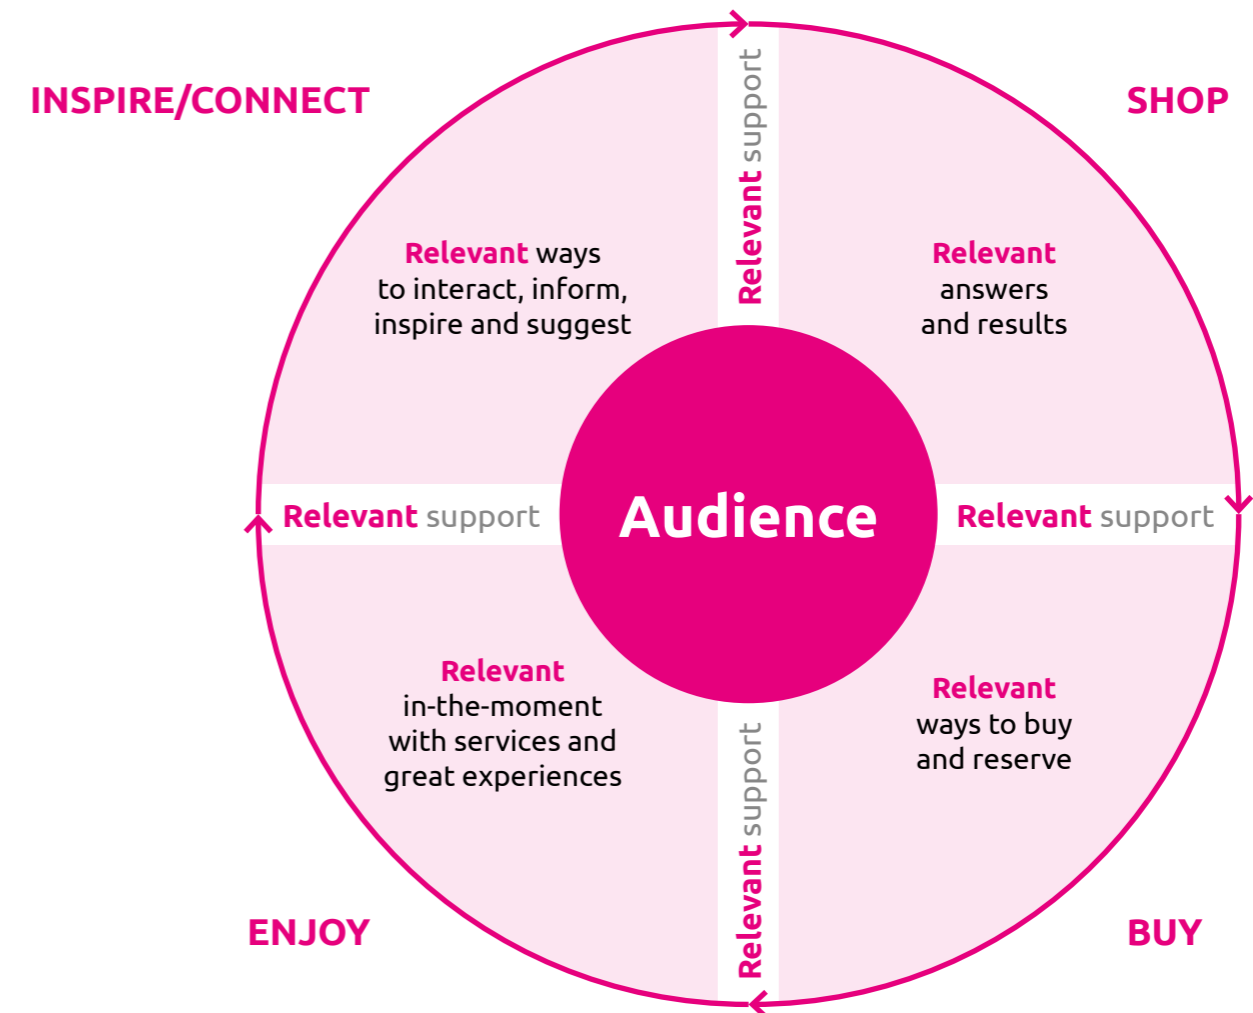 INSPIRE/CONNECT
SHOP
Relevant support
Relevant ways
to interact, inform,
inspire and suggest
Relevant
answers
and results
Relevant support
Audience
Relevant support
Relevant
in-the-moment
with services and
great experiences
Relevant
ways to buy
and reserve
Relevant support
ENJOY
BUY